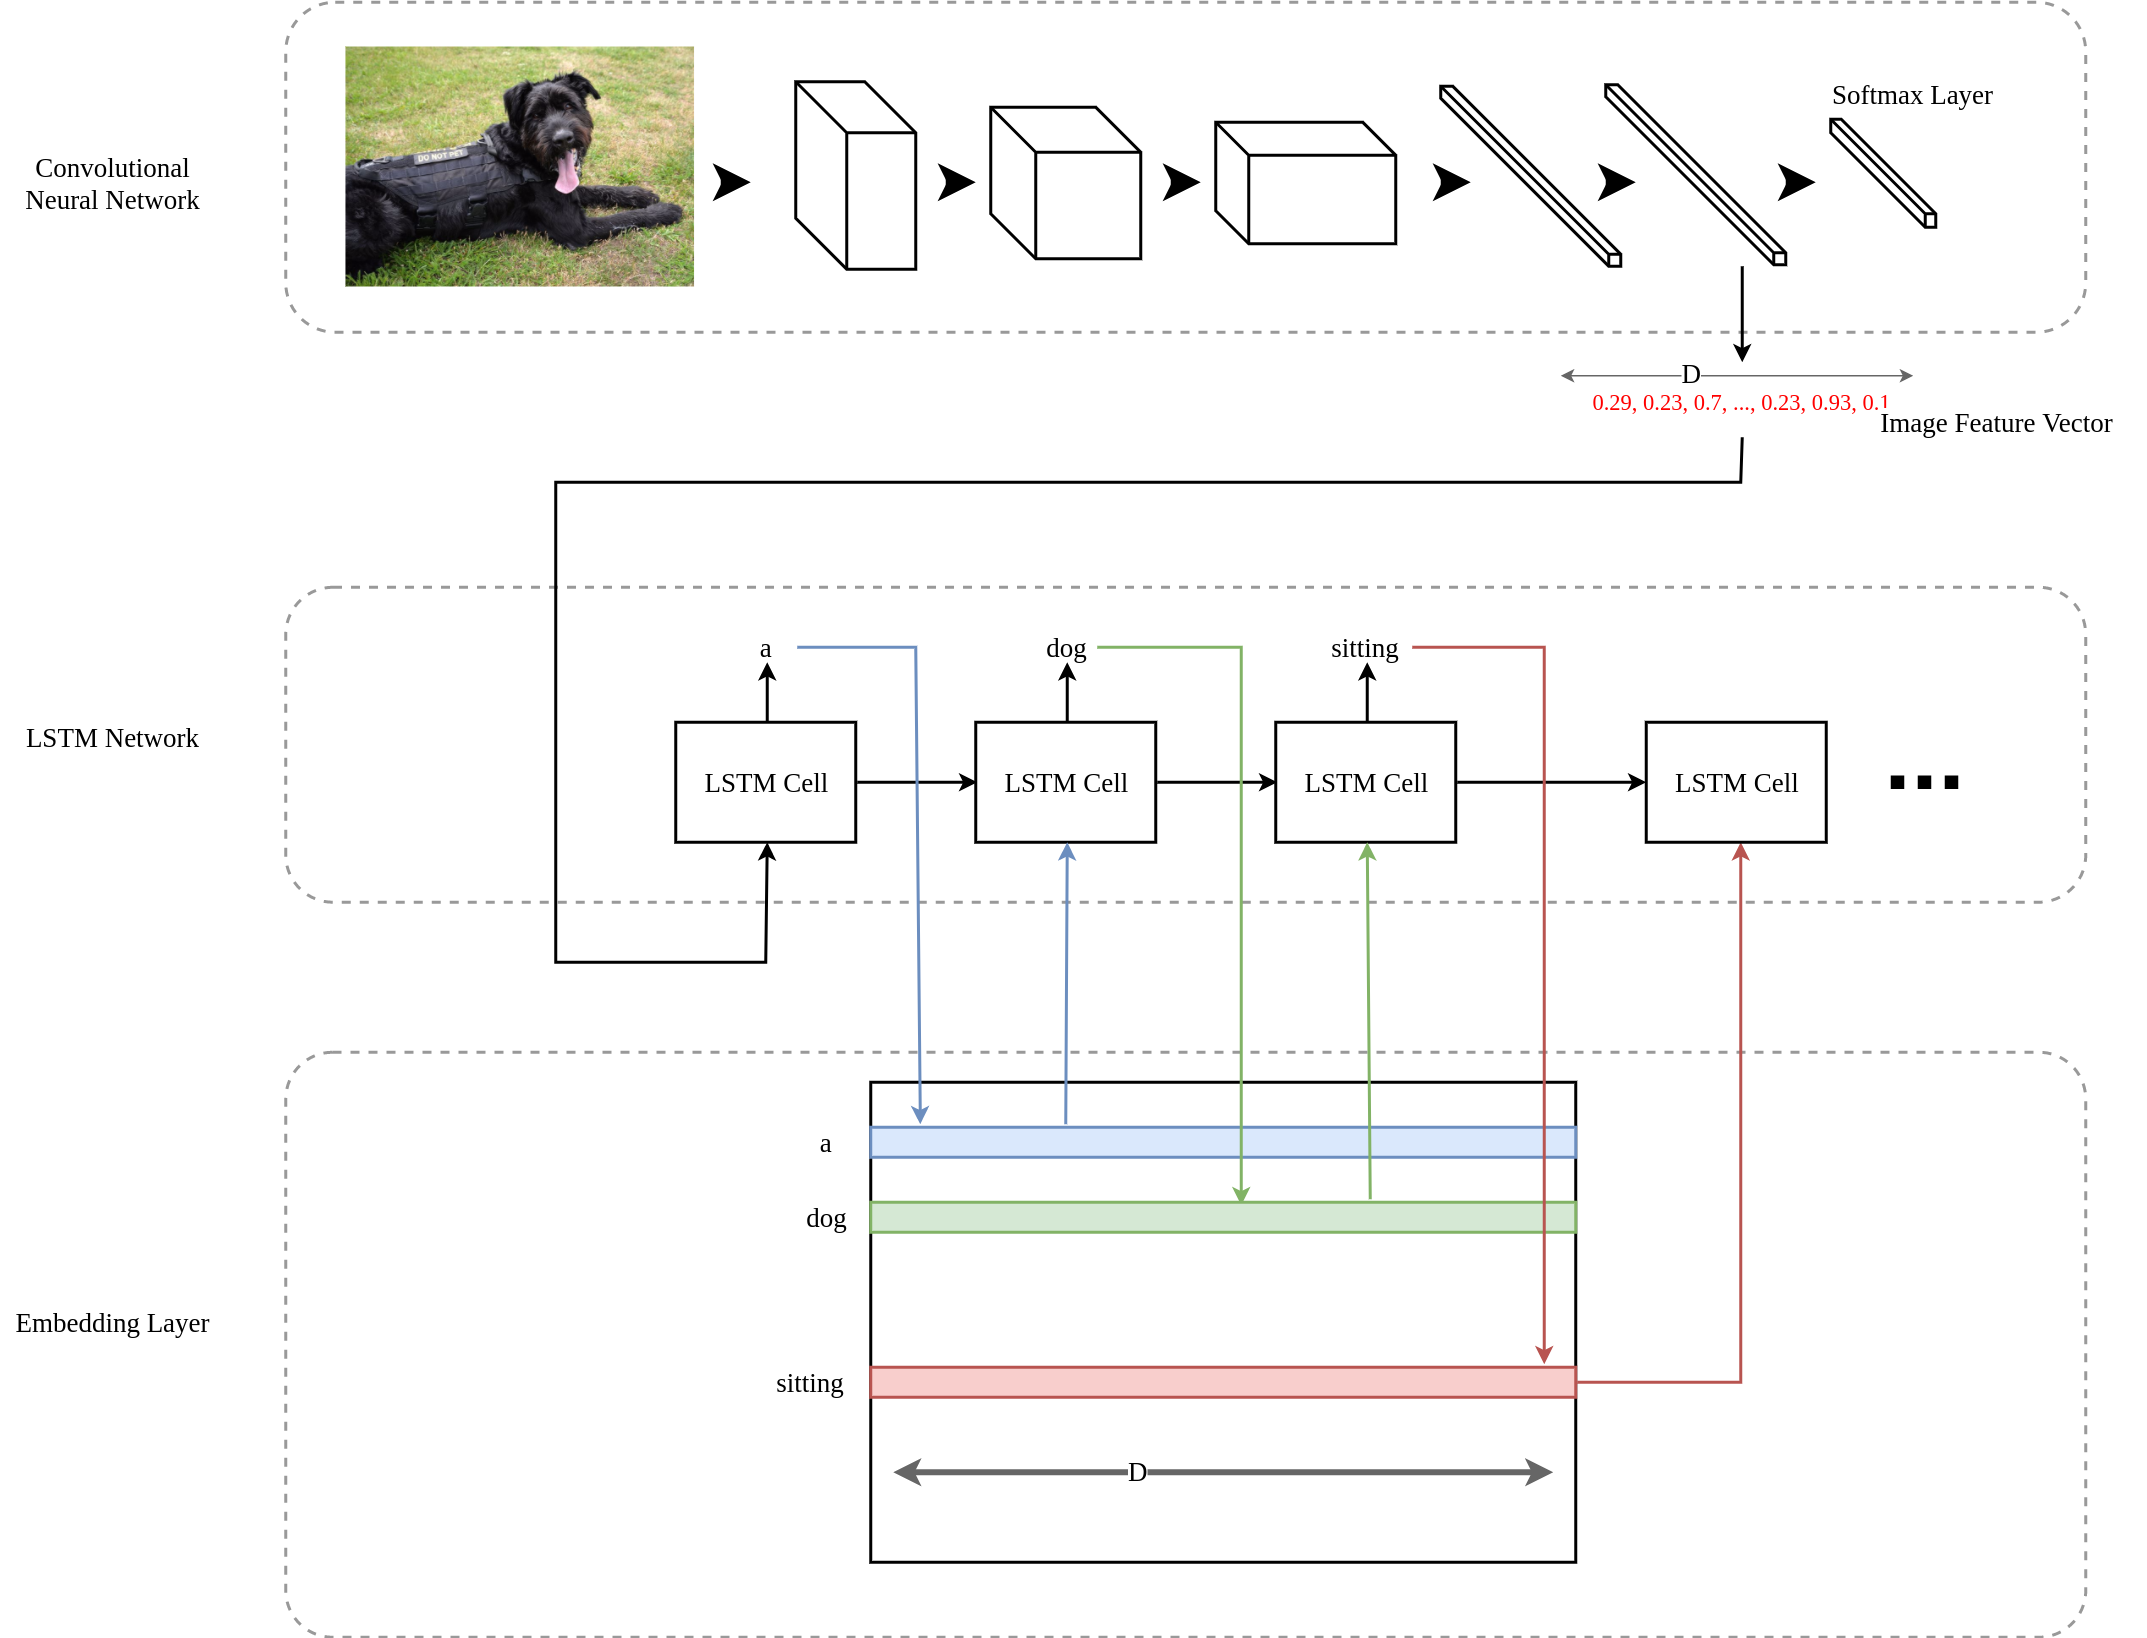 Softmax Layer
Convolutional
Neural Network
DO NOT PET
D
0.29, 0.23, 0.7, ..., 0.23, 0.93, 0.1
Image Feature Vector
a
dog
sitting
LSTM Network
LSTM Cell
LSTM Cell
LSTM Cell
LSTM Cell
...
a
dog
Embedding Layer
sitting
D